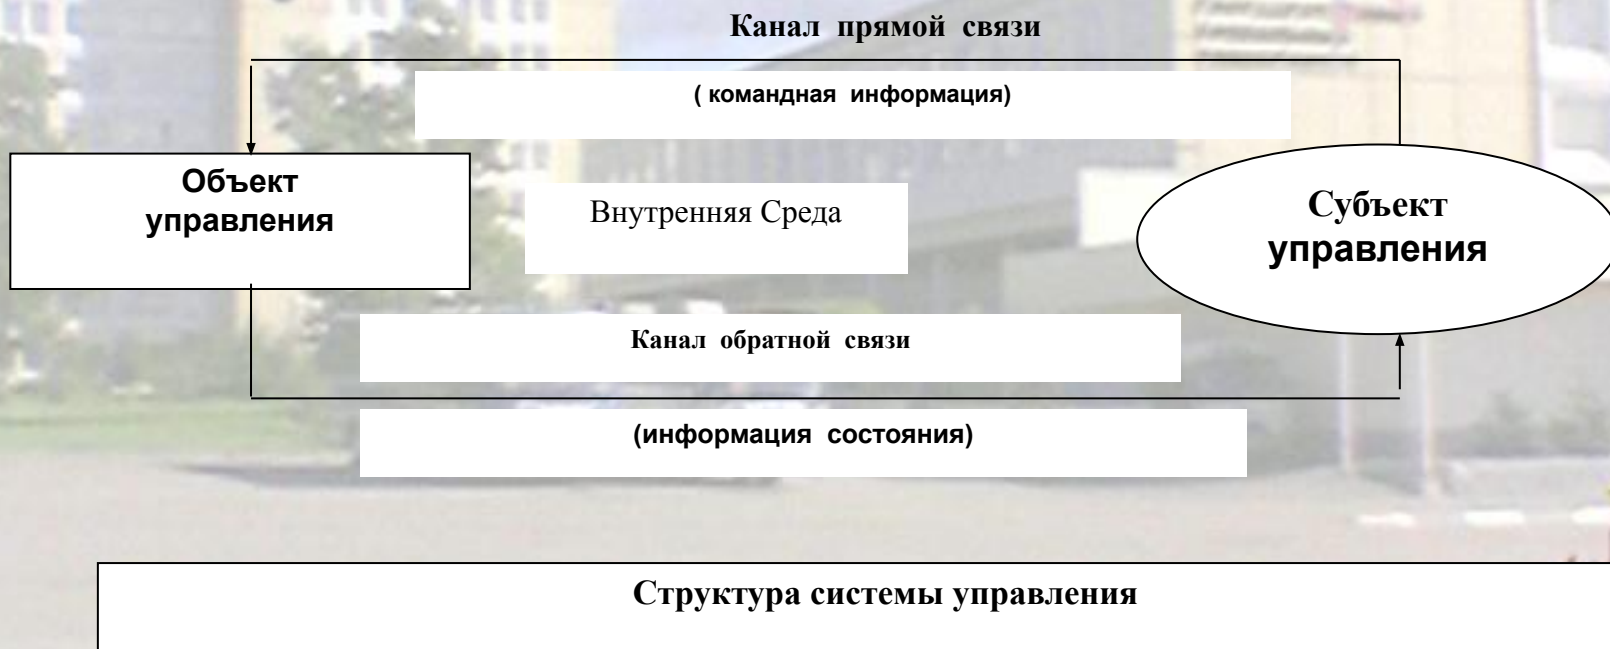 Канал прямой связи
( командная информация)
Объект
управления
Внутренняя Среда
Субъект
управления
Канал обратной связи
(информация состояния)
Структура системы управления